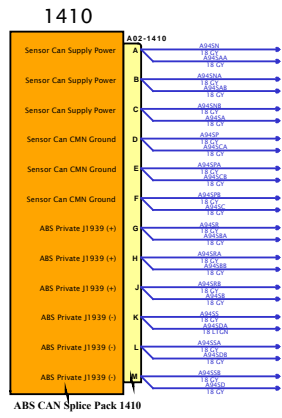 1410
A02-1410
Sensor Can Supply Power A A94SN 18 GY
A94SAA 18 GY
Sensor Can Supply Power B A94SNA 18 GY
A94SAB 18 GY
Sensor Can Supply Power C A94SNB 18 GY
A94SA 18 GY
Sensor Can CMN Ground D A94SP 18 GY
A94SCA 18 GY
Sensor Can CMN Ground E A94SPA 18 GY
A94SCB 18 GY
Sensor Can CMN Ground F A94SPB 18 GY
A94SC 18 GY
ABS Private J1939 (+) G A94SR 18 GY
A94SBA 18 GY
ABS Private J1939 (+) H A94SRA 18 GY
A94SBB 18 GY
ABS Private J1939 (+) J A94SRB 18 GY
A94SB 18 GY
ABS Private J1939 (-) K A94SS 18 GY
A94SDA 18 LTGN
ABS Private J1939 (-) L A94SSA 18 GY
A94SDB 18 GY
ABS Private J1939 (-) M A94SSB 18 GY
A94SD 18 GY
ABS CAN Splice Pack 1410